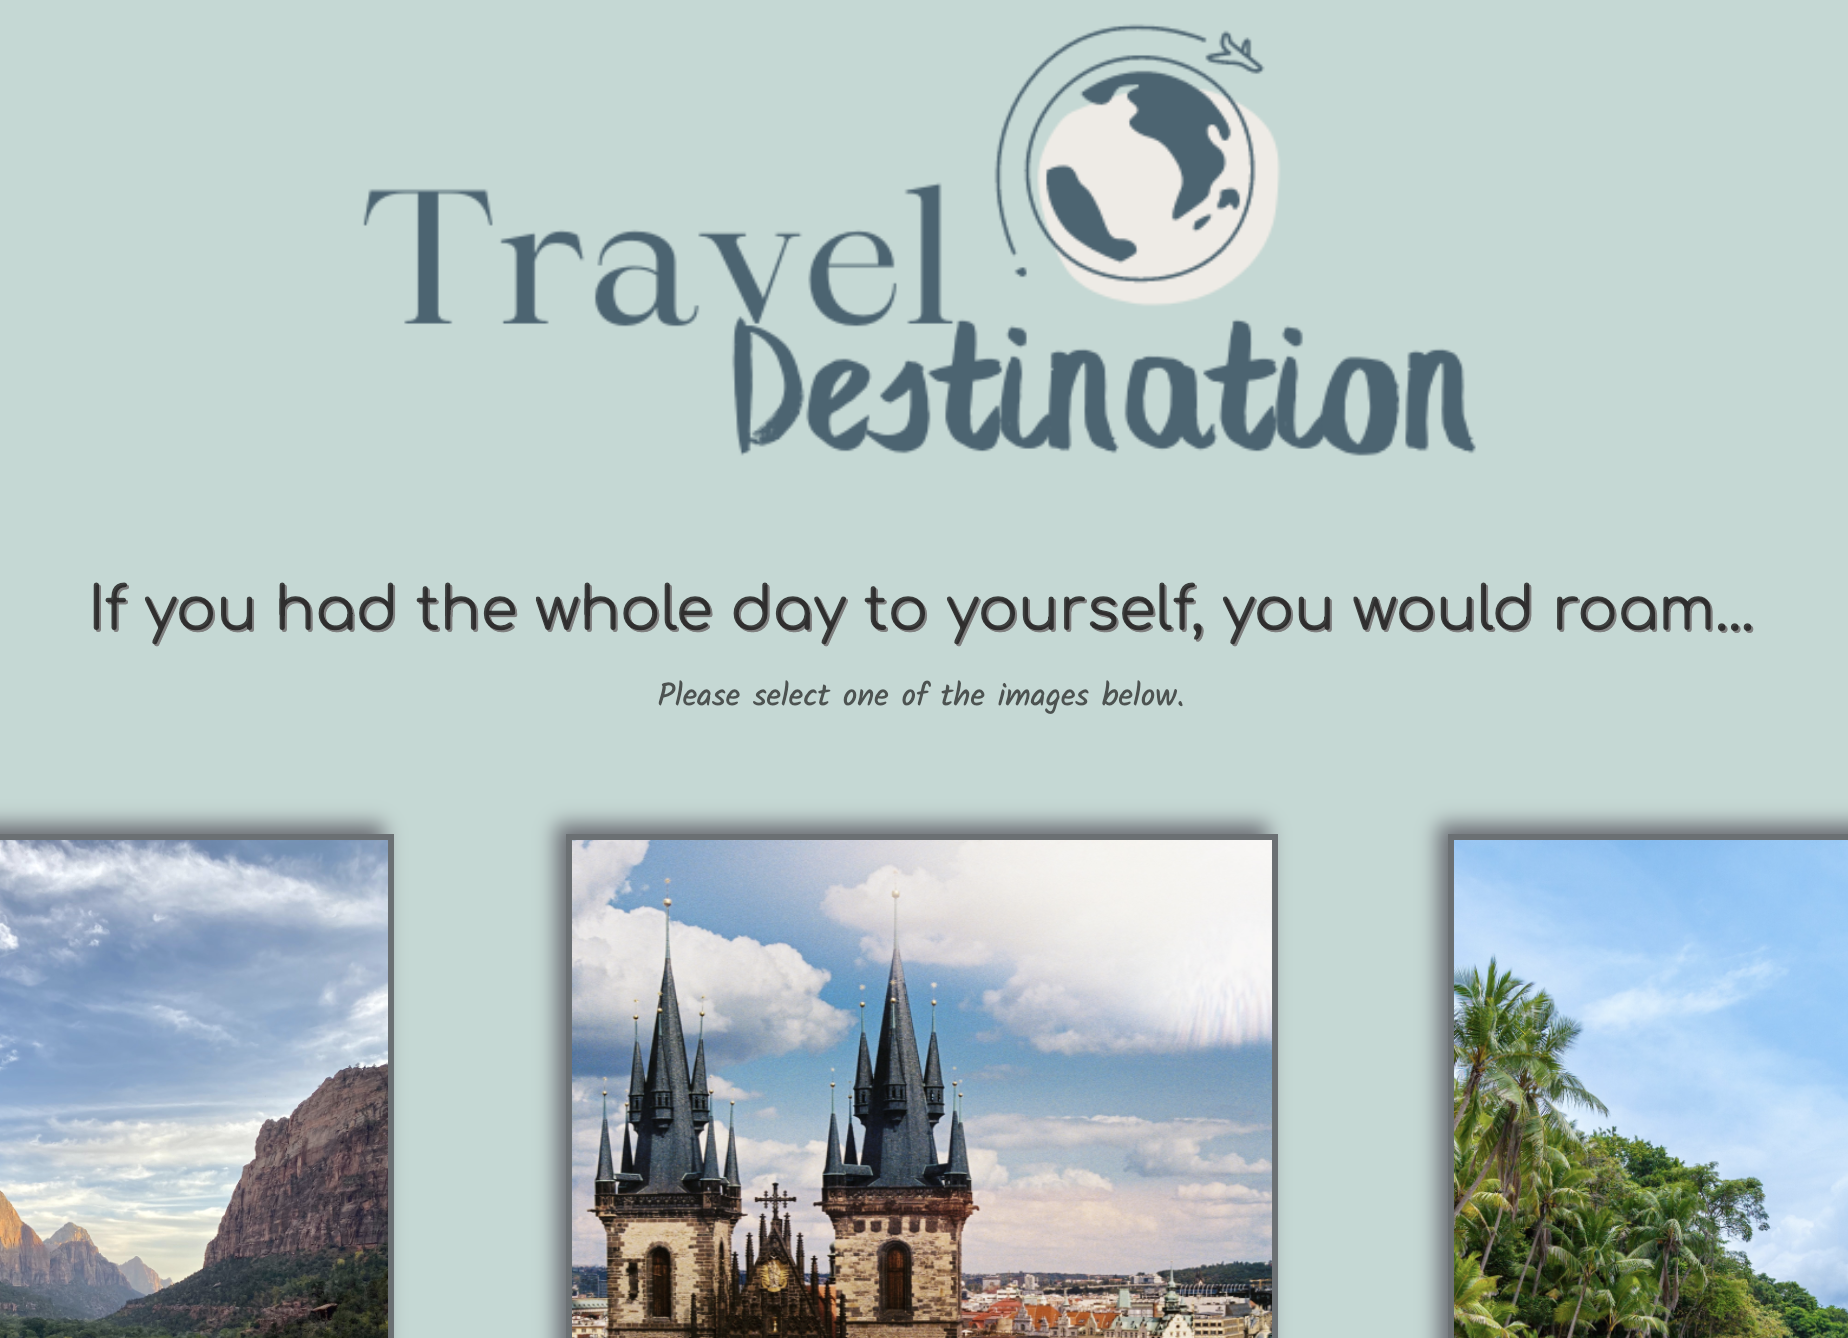 Travel
Destination
If you had the whole day to yourself, you would roam...
Please select one of the images below.